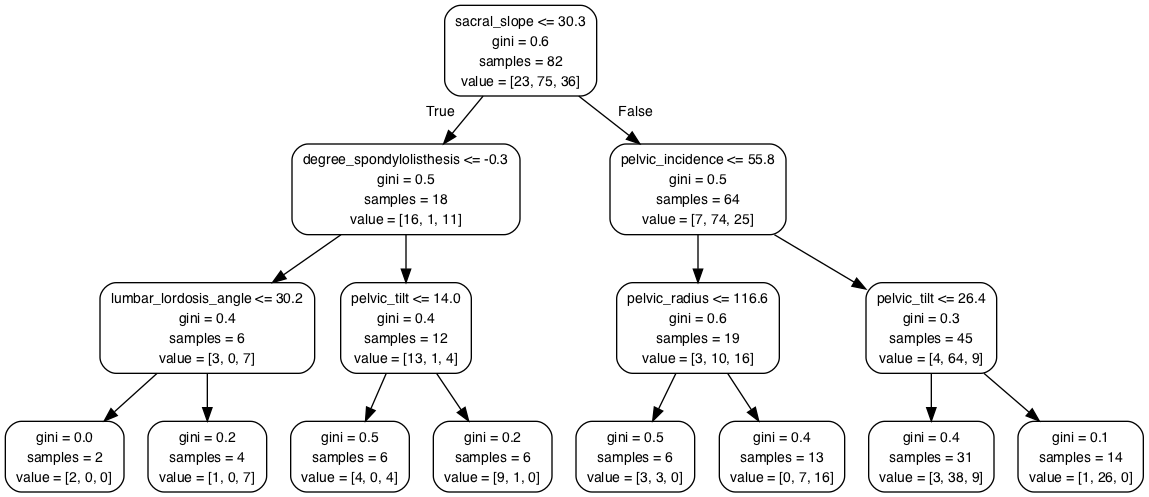 sacral_slope <= 30.3
gini = 0.6
samples = 82
value = [23, 75, 36]
True
False
degree_spondylolisthesis <= -0.3
gini = 0.5
samples = 18
value = [16, 1, 11]
pelvic_incidence <= 55.8
gini = 0.5
samples = 64
value = [7, 74, 25]
lumbar_lordosis_angle <= 30.2
gini = 0.4
samples = 6
value = [3, 0, 7]
pelvic_tilt <= 14.0
gini = 0.4
samples = 12
value = [13, 1, 4]
pelvic_radius <= 116.6
gini = 0.6
samples = 19
value = [3, 10, 16]
pelvic_tilt <= 26.4
gini = 0.3
samples = 45
value = [4, 64, 9]
gini = 0.0
samples = 2
value = [2, 0, 0]
gini = 0.2
samples = 4
value = [1, 0, 7]
gini = 0.5
samples = 6
value = [4, 0, 4]
gini = 0.2
samples = 6
value = [9, 1, 0]
gini = 0.5
samples = 6
value = [3, 3, 0]
gini = 0.4
samples = 13
value = [0, 7, 16]
gini = 0.4
samples = 31
value = [3, 38, 9]
gini = 0.1
samples = 14
value = [1, 26, 0]